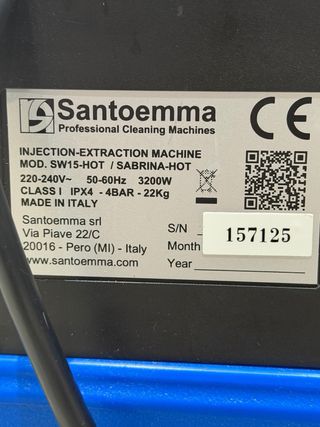 Santoemma
Professional Cleaning Machines
CE
INJECTION-EXTRACTION MACHINE
MOD. SW15-HOT / SABRINA-HOT
220-240V~ 50-60Hz 3200W
CLASS I IPX4 - 4BAR - 22Kg
MADE IN ITALY
Santoemma srl
Via Piave 22/C
20016 - Pero (MI) - Italy
www.santoemma.com
S/N
157125
Month
Year